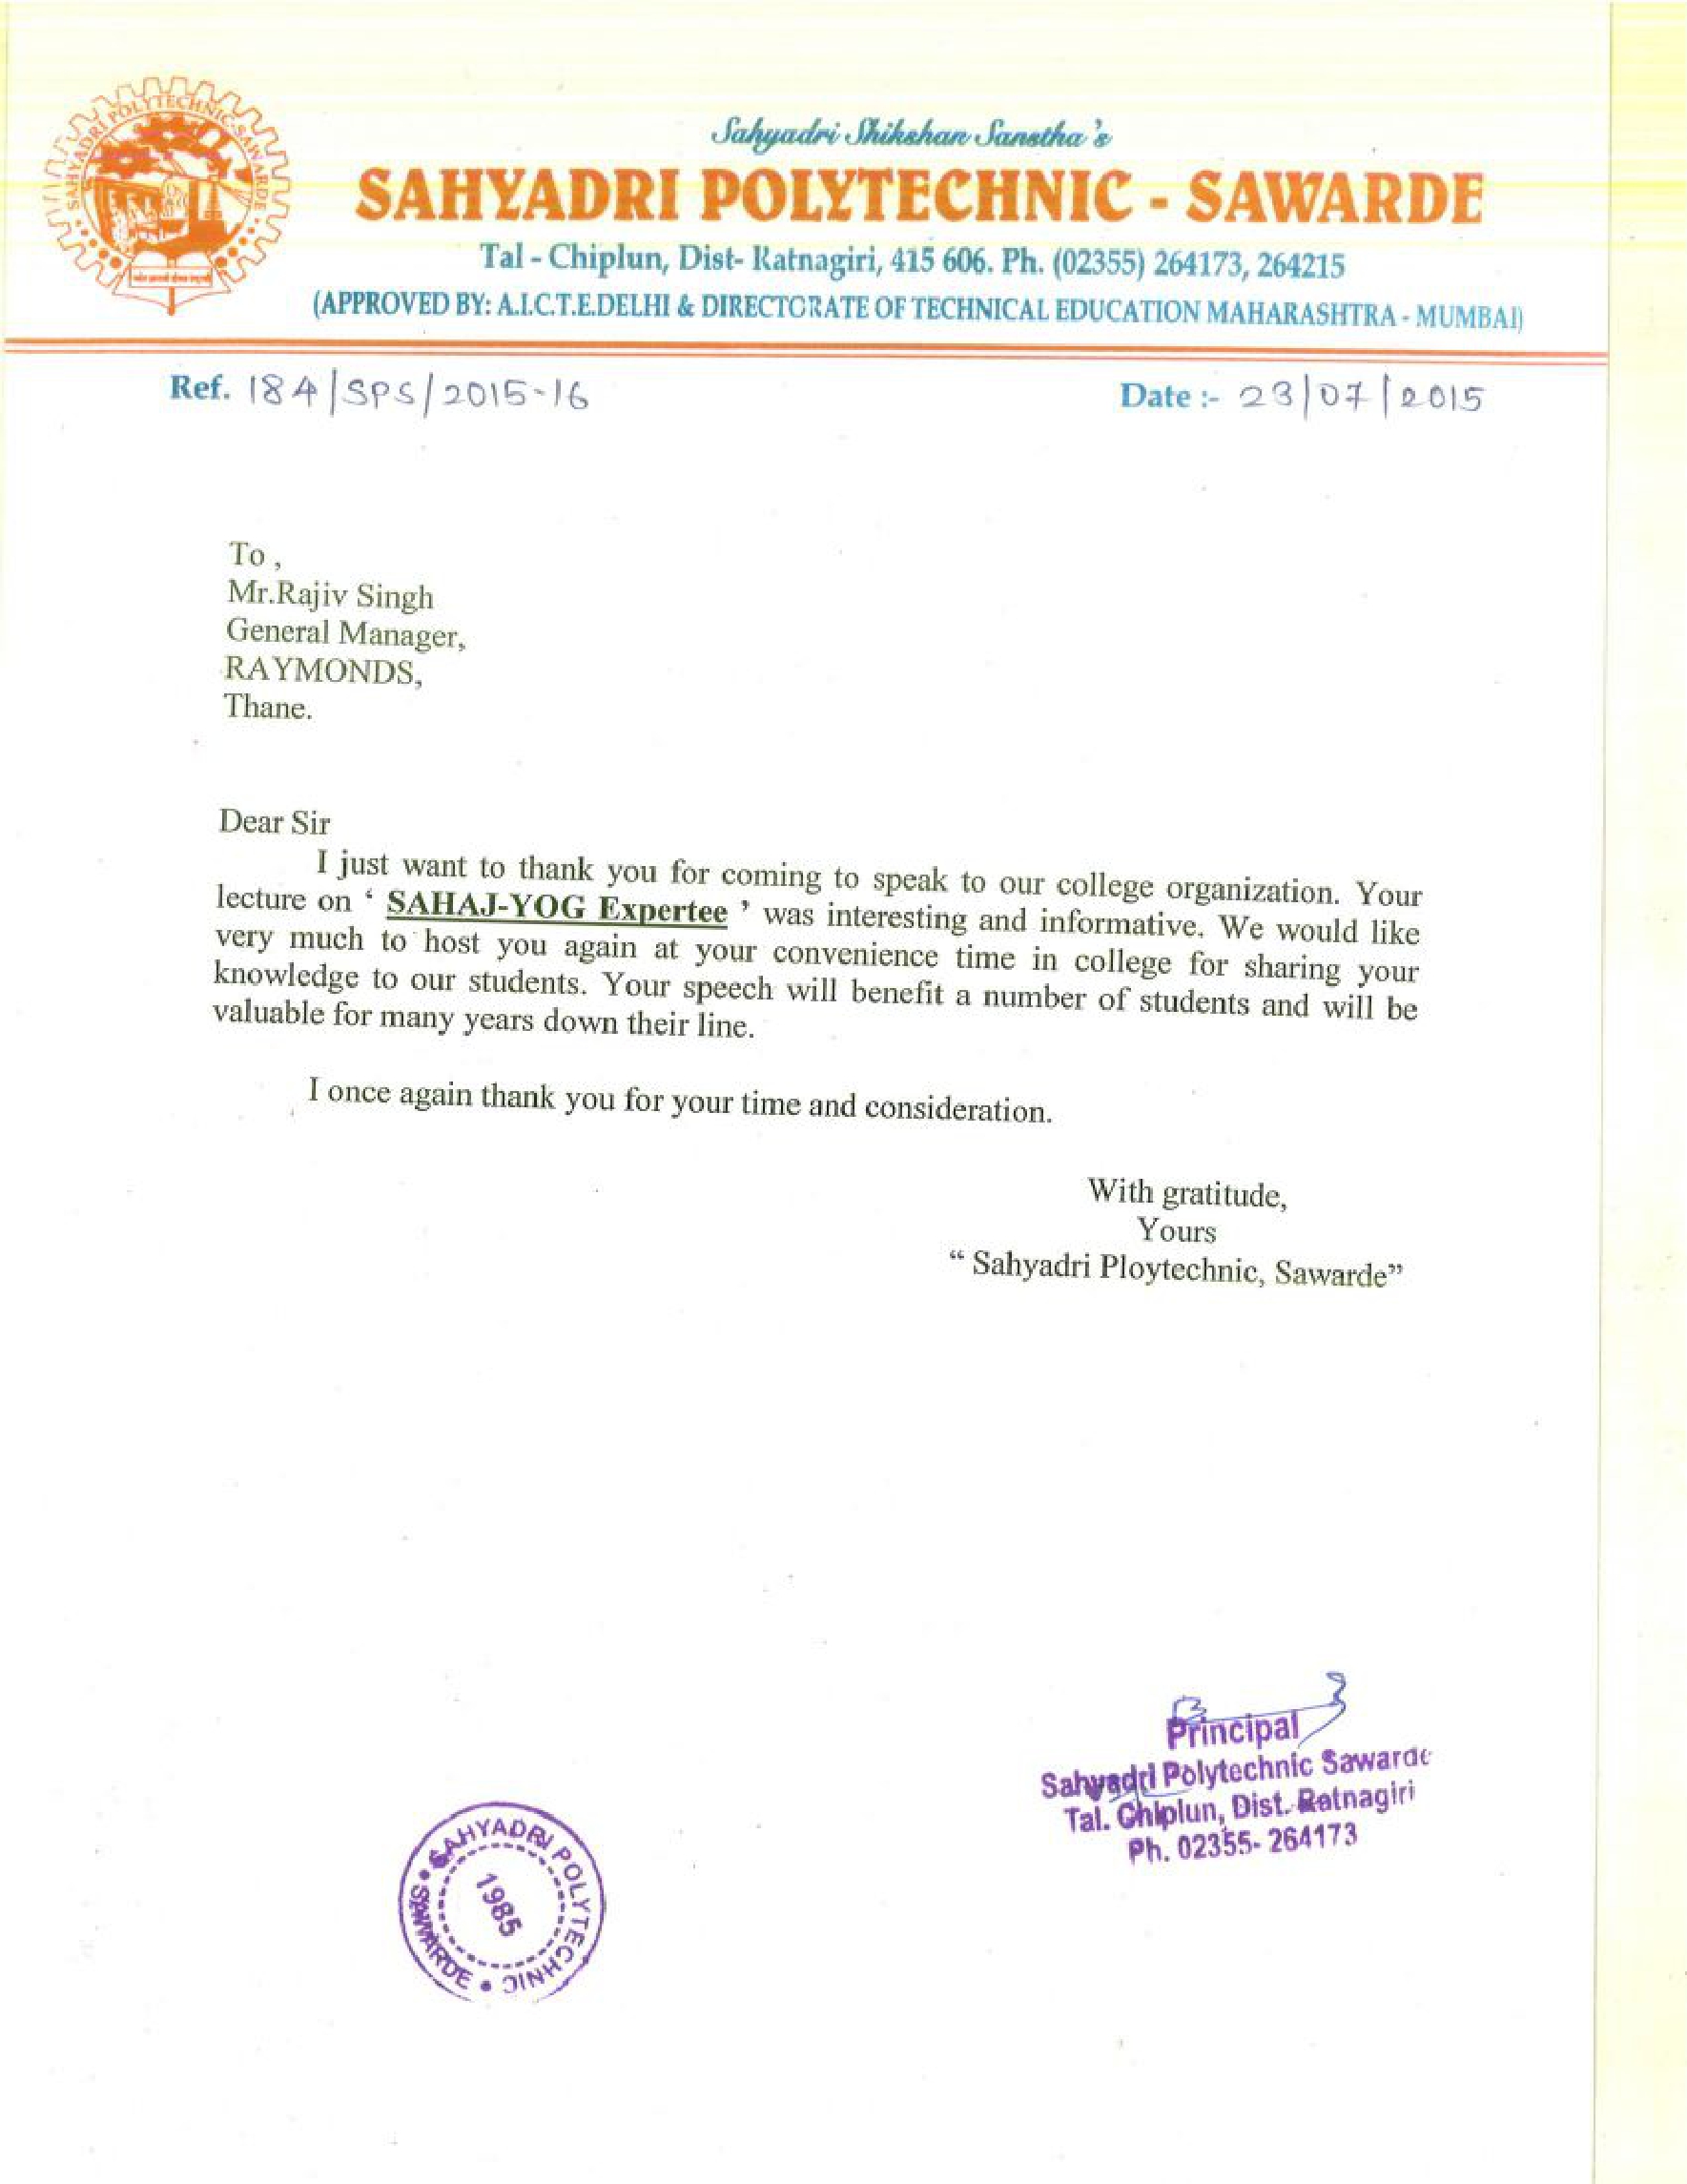 SAHYADRI POLYTECHNIC-SAWARDE
Sahyadri Shikshan Sanstha's
SAHYADRI POLYTECHNIC - SAWARDE
Tal - Chiplun, Dist- Ratnagiri, 415 606. Ph. (02355) 264173, 264215
(APPROVED BY: A.I.C.T.E.DELHI & DIRECTORATE OF TECHNICAL EDUCATION MAHARASHTRA - MUMBAI)
Ref. 184/SPS/2015-16
Date :- 23/07/2015
To ,
Mr.Rajiv Singh
General Manager,
RAYMONDS,
Thane.
Dear Sir
I just want to thank you for coming to speak to our college organization. Your
lecture on ‘ SAHAJ-YOG Expertee ’ was interesting and informative. We would like
very much to host you again at your convenience time in college for sharing your
knowledge to our students. Your speech will benefit a number of students and will be
valuable for many years down their line.
I once again thank you for your time and consideration.
With gratitude,
Yours
“ Sahyadri Ploytechnic, Sawarde”
Principal
Sahyadri Polytechnic Sawarde
Tal. Chiplun, Dist. Ratnagiri
Ph. 02355- 264173
SAHYADRI POLYTECHNIC • SAWARDE •
1985